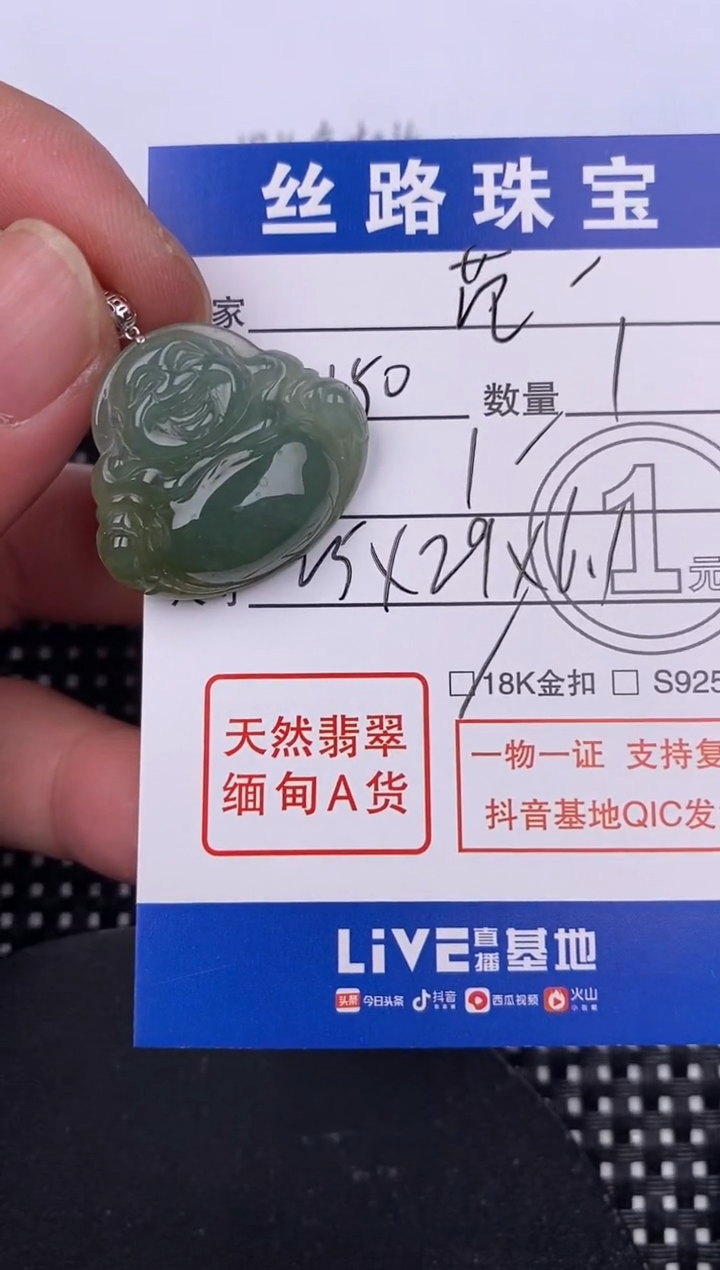 丝路珠宝
家 范
150 数量 1
1
25X29X6.1 1元
18K金扣 S925
天然翡翠
缅甸A货
一物一证 支持复
抖音基地QIC发
LiVE直播基地
头条 今日头条 抖音 西瓜视频 火山